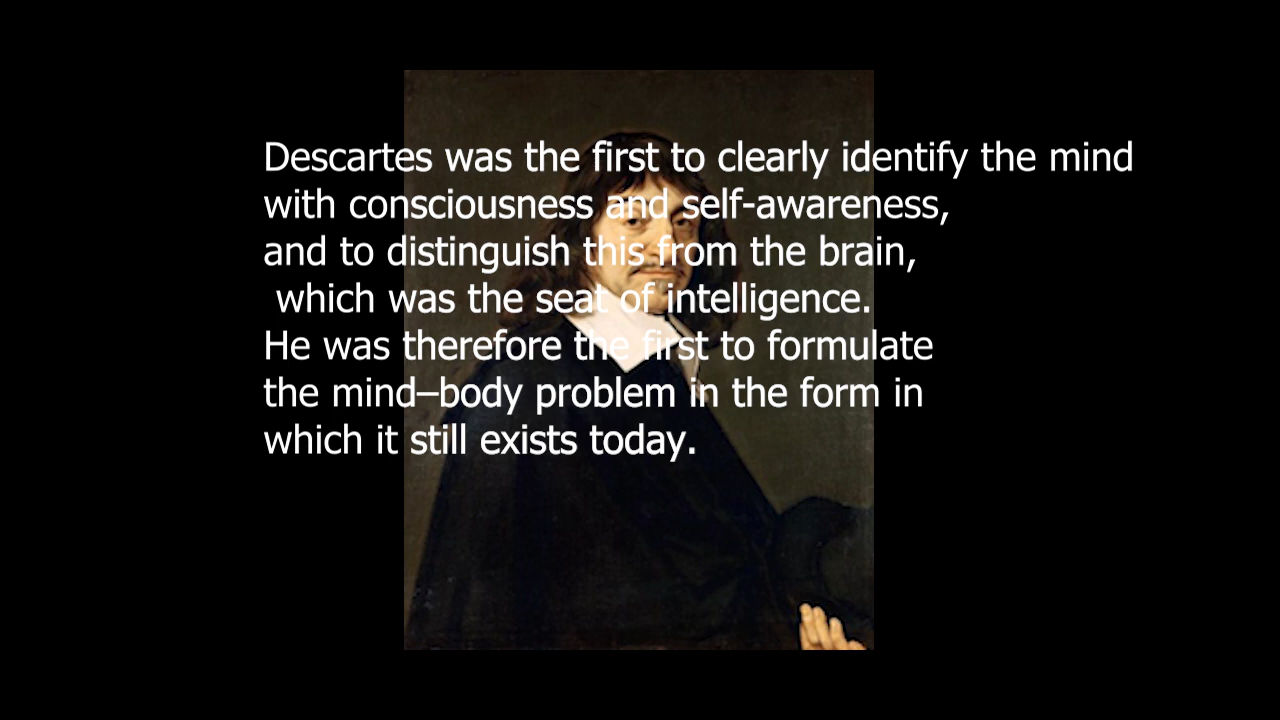 Descartes was the first to clearly identify the mind
with consciousness and self-awareness,
and to distinguish this from the brain,
which was the seat of intelligence.
He was therefore the first to formulate
the mind–body problem in the form in
which it still exists today.